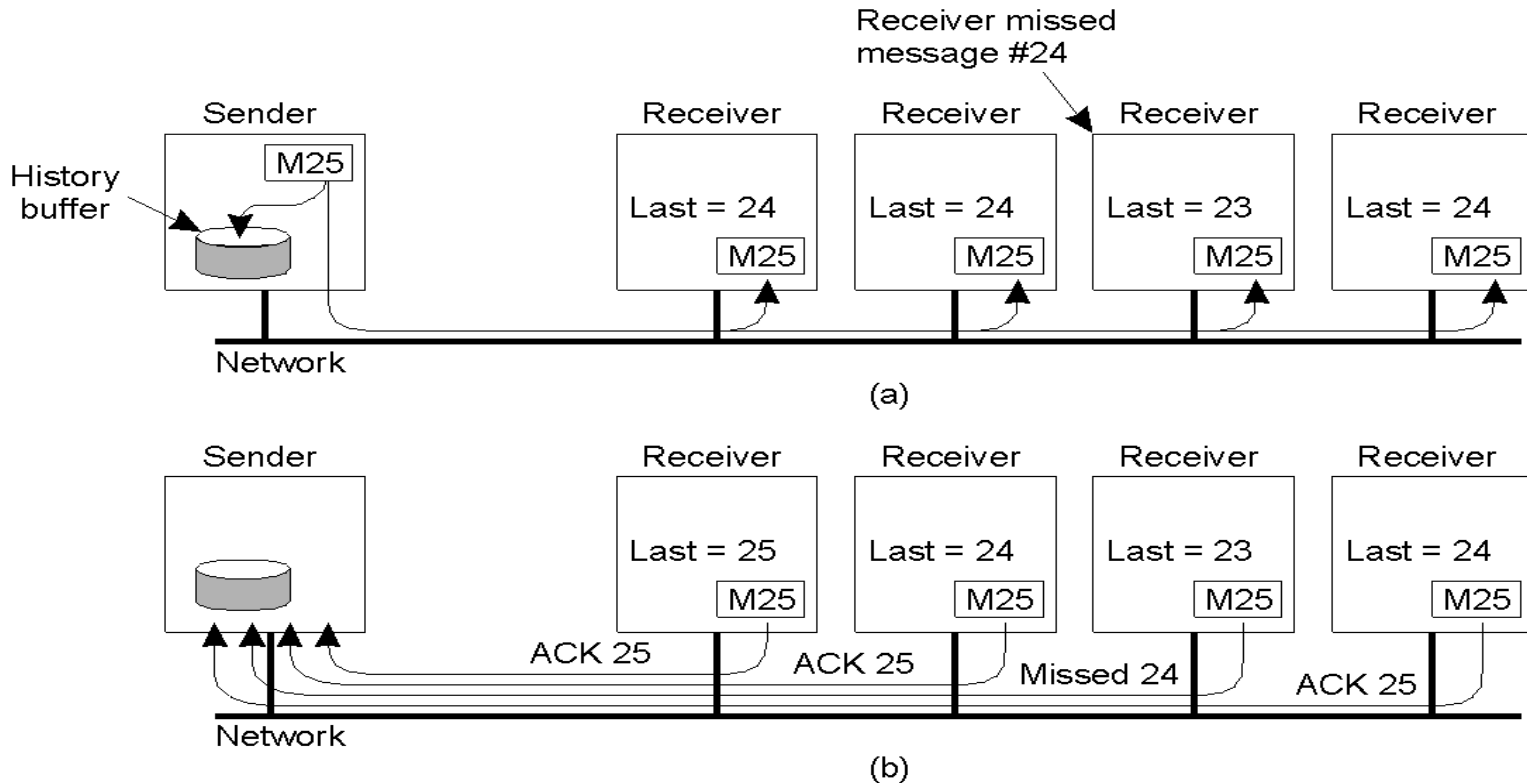 Receiver missed
message #24
Sender
Receiver
Receiver
Receiver
Receiver
History
buffer
M25
Last = 24
Last = 24
Last = 23
Last = 24
M25
M25
M25
M25
Network
(a)
Sender
Receiver
Receiver
Receiver
Receiver
Last = 25
Last = 24
Last = 23
Last = 24
M25
M25
M25
M25
ACK 25
ACK 25
Missed 24
ACK 25
Network
(b)